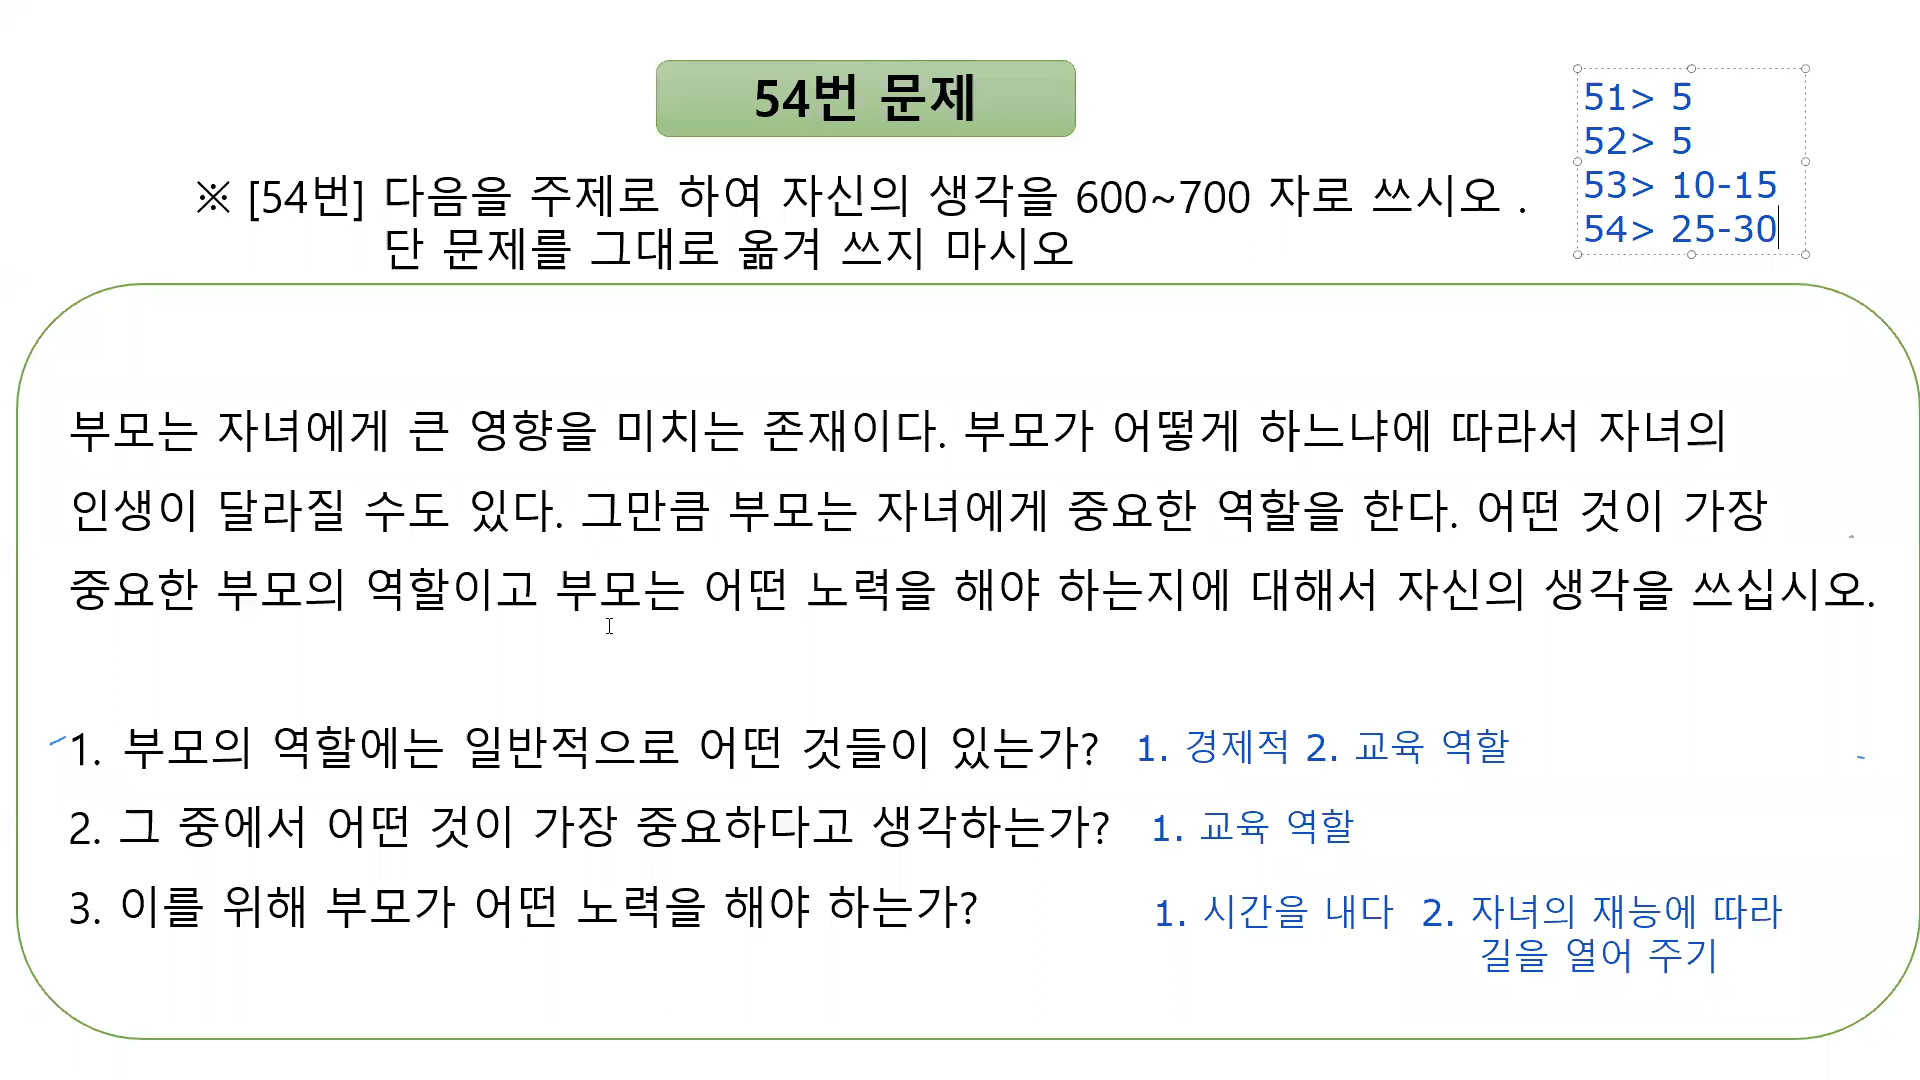 54번 문제
51> 5
52> 5
53> 10-15
54> 25-30
※ [54번] 다음을 주제로 하여 자신의 생각을 600~700 자로 쓰시오 .
단 문제를 그대로 옮겨 쓰지 마시오
부모는 자녀에게 큰 영향을 미치는 존재이다. 부모가 어떻게 하느냐에 따라서 자녀의
인생이 달라질 수도 있다. 그만큼 부모는 자녀에게 중요한 역할을 한다. 어떤 것이 가장
중요한 부모의 역할이고 부모는 어떤 노력을 해야 하는지에 대해서 자신의 생각을 쓰십시오.
1. 부모의 역할에는 일반적으로 어떤 것들이 있는가? 1. 경제적 2. 교육 역할
2. 그 중에서 어떤 것이 가장 중요하다고 생각하는가? 1. 교육 역할
3. 이를 위해 부모가 어떤 노력을 해야 하는가? 1. 시간을 내다 2. 자녀의 재능에 따라
길을 열어 주기